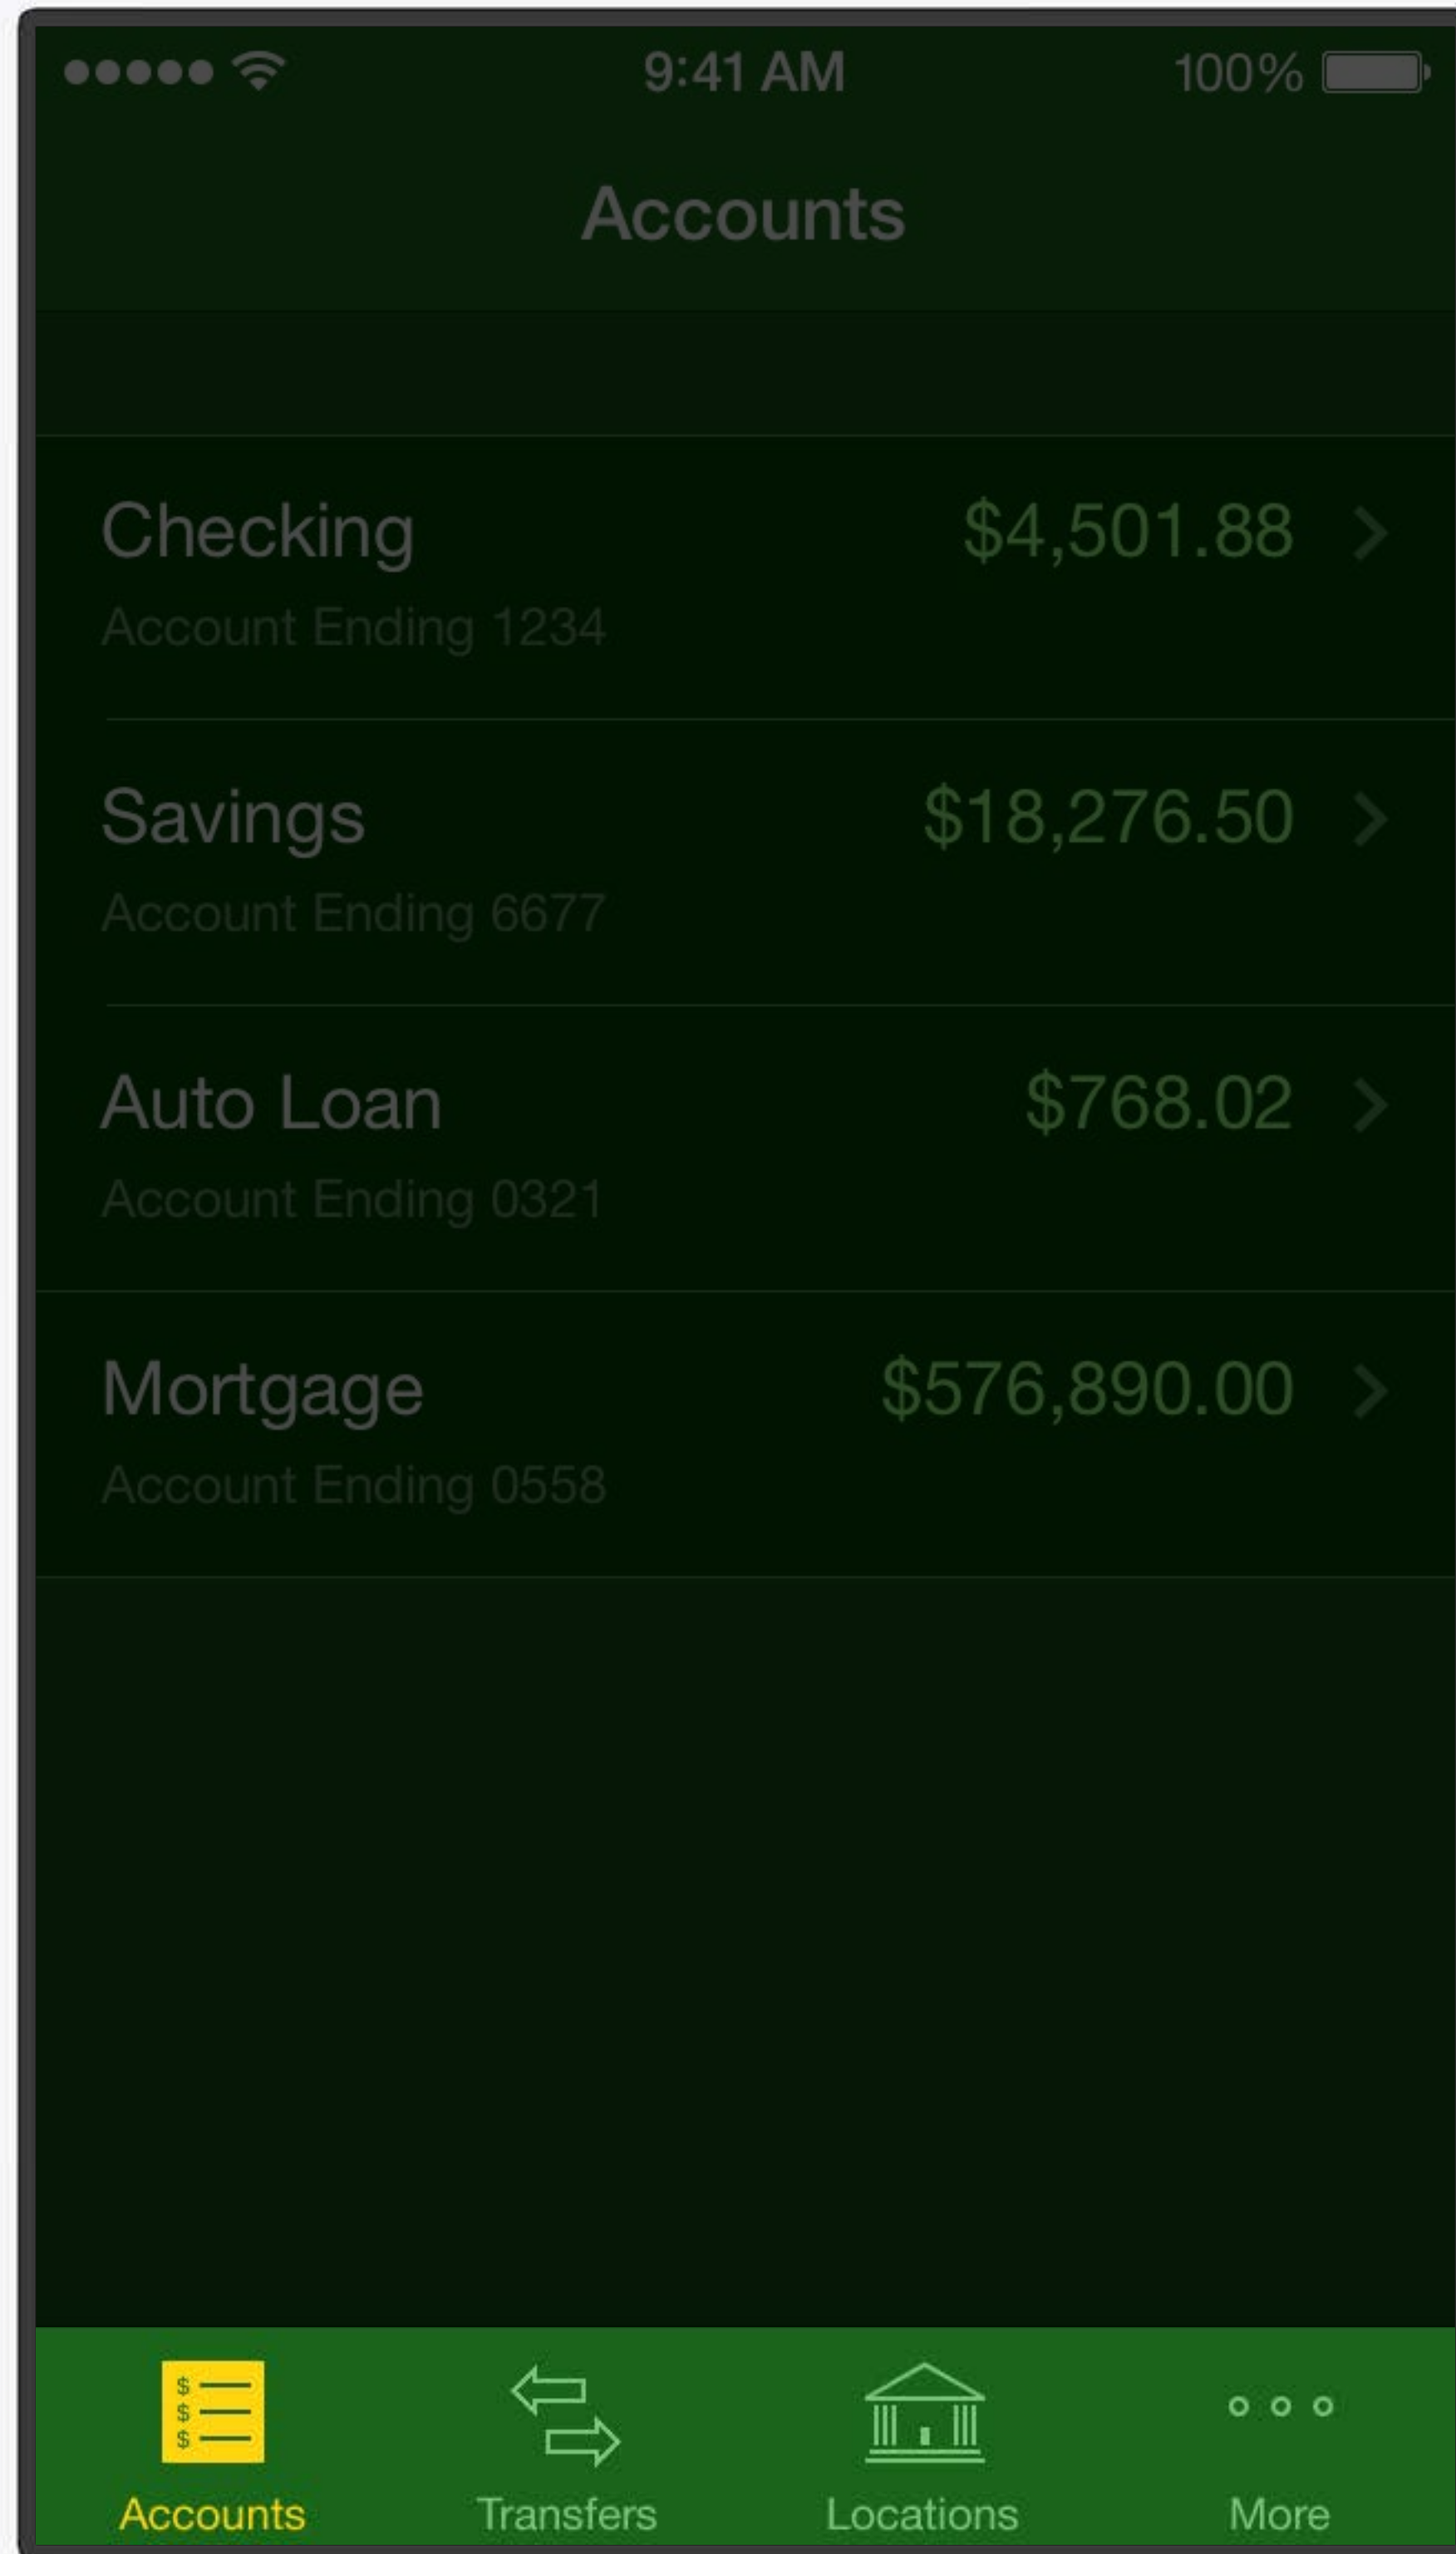 9:41 AM 100%
Accounts
Checking $4,501.88
Account Ending 1234
Savings $18,276.50
Account Ending 6677
Auto Loan $768.02
Account Ending 0321
Mortgage $576,890.00
Account Ending 0558
$
$
$
Accounts Transfers Locations More